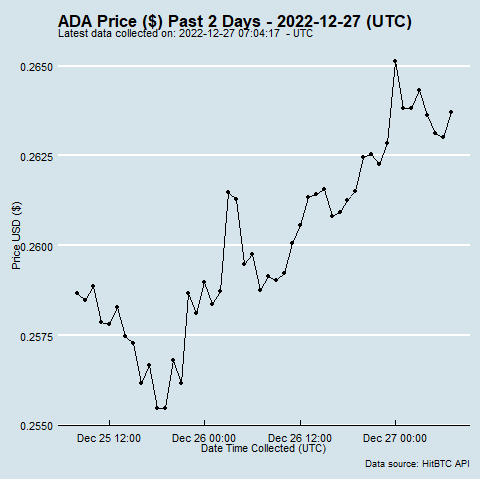 ADA Price ($) Past 2 Days - 2022-12-27 (UTC)
Latest data collected on: 2022-12-27 07:04:17 - UTC
0.2650
0.2625
0.2600
0.2575
0.2550
Price USD ($)
Dec 25 12:00 Dec 26 00:00 Dec 26 12:00 Dec 27 00:00
Date Time Collected (UTC)
Data source: HitBTC API